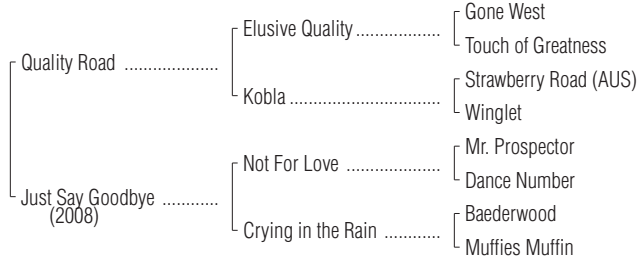 Gone West
Elusive Quality ..................
Touch of Greatness
Quality Road ....................
Strawberry Road (AUS)
Kobla ................................
Winglet
Mr. Prospector
Not For Love ....................
Dance Number
Just Say Goodbye ............
(2008)
Baederwood
Crying in the Rain ............
Muffies Muffin